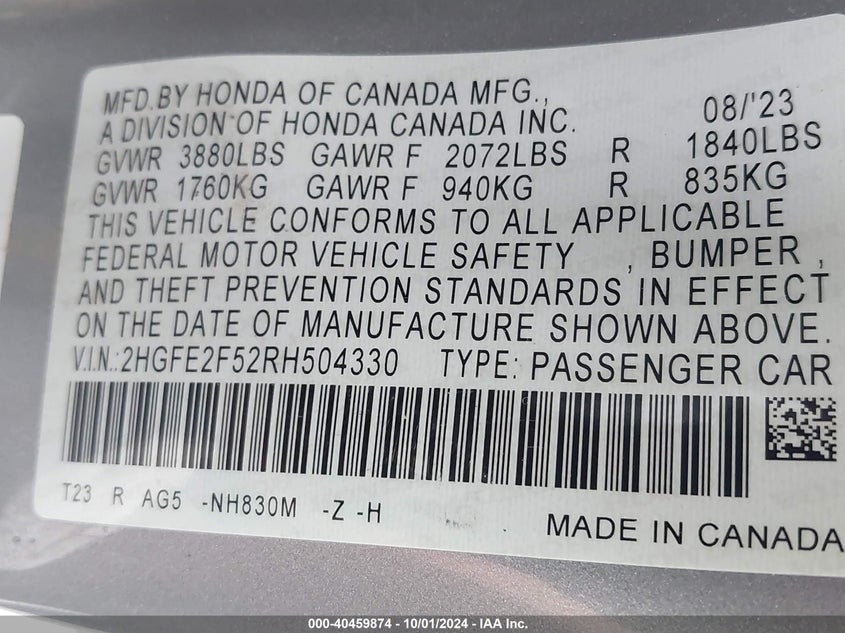 MFD. BY HONDA OF CANADA MFG., 08/'23
A DIVISION OF HONDA CANADA INC.
GVWR 3880LBS GAWR F 2072LBS R 1840LBS
GVWR 1760KG GAWR F 940KG R 835KG
THIS VEHICLE CONFORMS TO ALL APPLICABLE
FEDERAL MOTOR VEHICLE SAFETY , BUMPER ,
AND THEFT PREVENTION STANDARDS IN EFFECT
ON THE DATE OF MANUFACTURE SHOWN ABOVE.
V.I.N.:2HGFE2F52RH504330 TYPE: PASSENGER CAR
T23 R AG5 -NH830M -Z -H
MADE IN CANADA
000-40459874 / 10/01/2024 - IAA Inc.